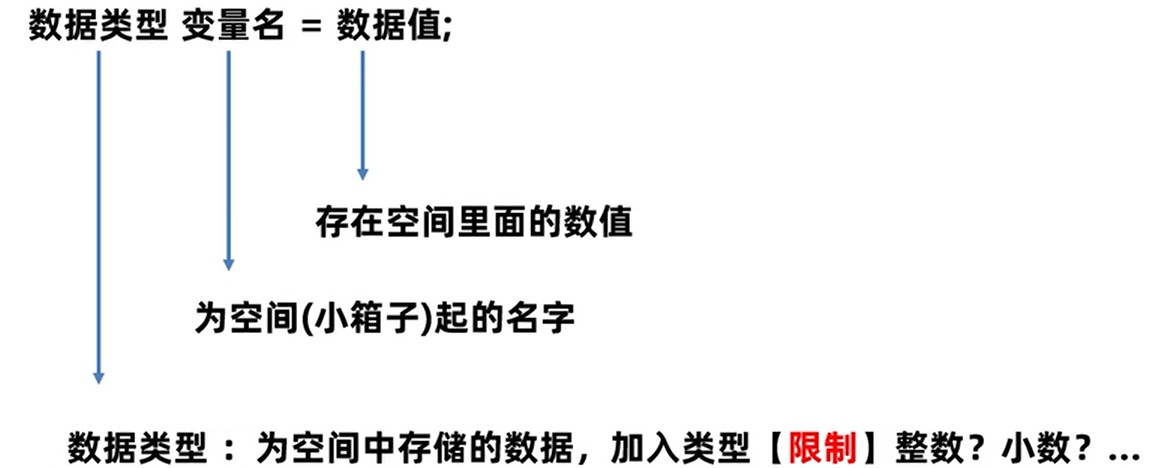 数据类型 变量名 = 数据值;
存在空间里面的数值
为空间(小箱子)起的名字
数据类型 ：为空间中存储的数据，加入类型【限制】整数？小数？...